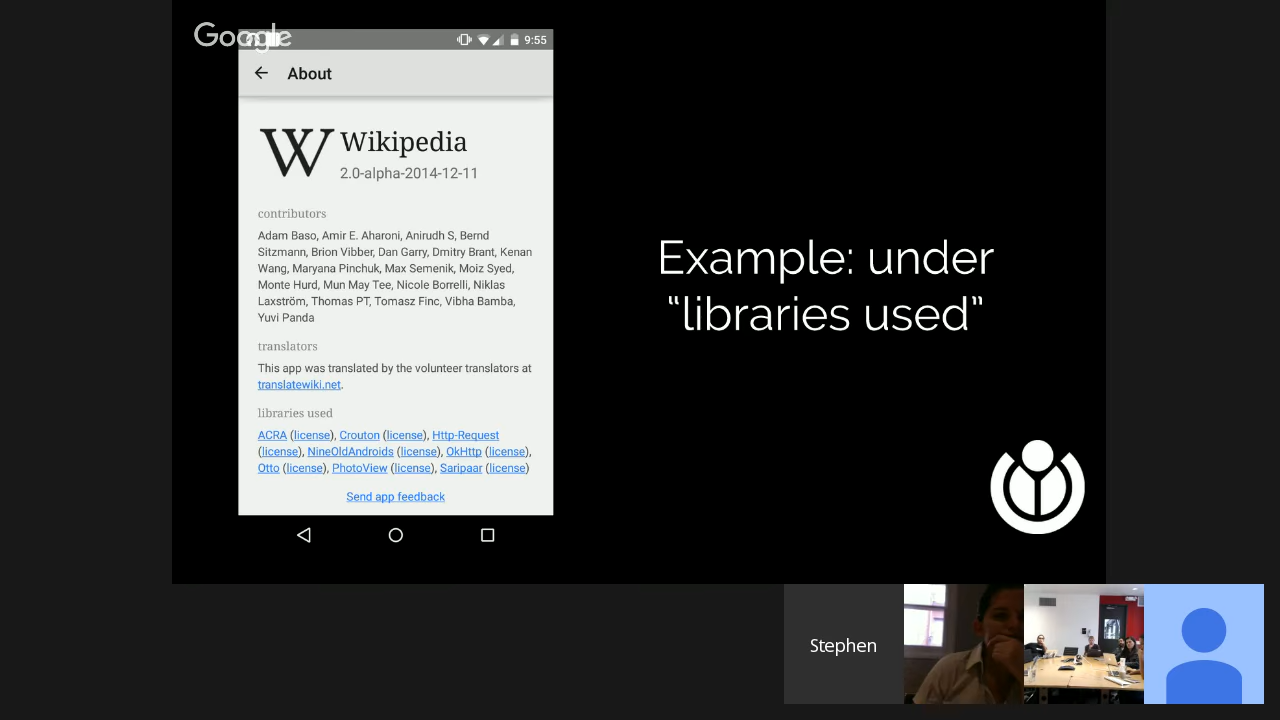 Google
9:55
About
Wikipedia
2.0-alpha-2014-12-11
contributors
Adam Baso, Amir E. Aharoni, Anirudh S, Bernd
Sitzmann, Brion Vibber, Dan Garry, Dmitry Brant, Kenan
Wang, Maryana Pinchuk, Max Semenik, Moiz Syed,
Monte Hurd, Mun May Tee, Nicole Borrelli, Niklas
Laxström, Thomas PT, Tomasz Finc, Vibha Bamba,
Yuvi Panda
translators
This app was translated by the volunteer translators at
translatewiki.net.
libraries used
ACRA (license), Crouton (license), Http-Request
(license), NineOldAndroids (license), OkHttp (license),
Otto (license), PhotoView (license), Saripaar (license)
Send app feedback
Example: under
“libraries used”
Stephen